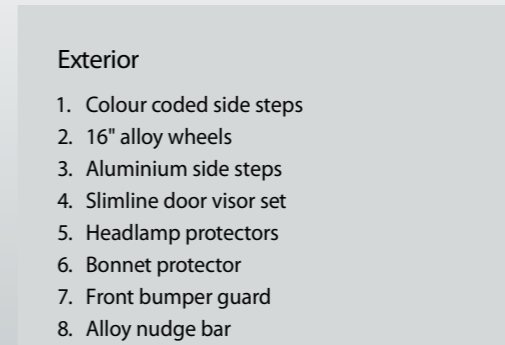 Exterior
1. Colour coded side steps
2. 16" alloy wheels
3. Aluminium side steps
4. Slimline door visor set
5. Headlamp protectors
6. Bonnet protector
7. Front bumper guard
8. Alloy nudge bar